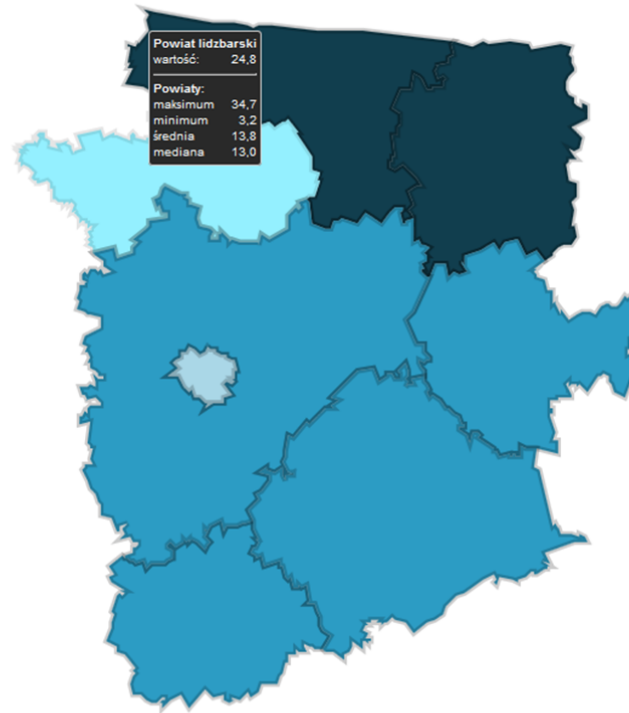 Powiat lidzbarski
wartość: 24,8
Powiaty:
maksimum 34,7
minimum 3,2
średnia 13,8
mediana 13,0